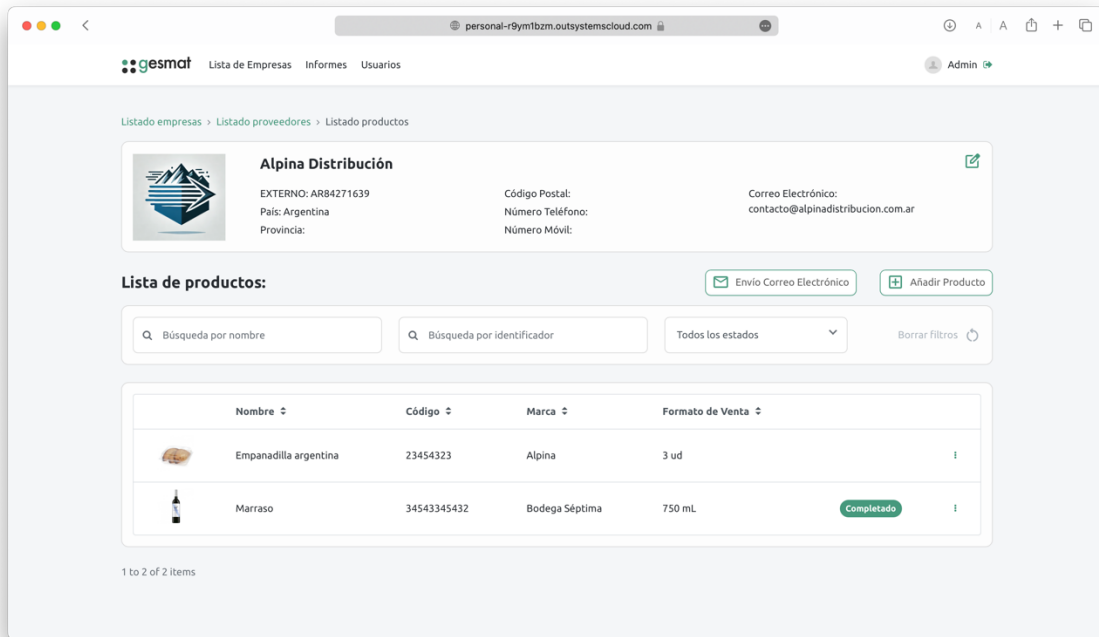 personal-r9ym1bzm.outsystemscloud.com
A A
gesmat Lista de Empresas Informes Usuarios Admin
Listado empresas > Listado proveedores > Listado productos
Alpina Distribución
EXTERNO: AR84271639 Código Postal: Correo Electrónico:
contacto@alpinadistribucion.com.ar
País: Argentina Número Teléfono:
Provincia: Número Móvil:
Lista de productos: Envío Correo Electrónico Añadir Producto
Búsqueda por nombre Búsqueda por identificador Todos los estados Borrar filtros
Nombre Código Marca Formato de Venta
Empanadilla argentina 23454323 Alpina 3 ud
Marraso 34543345432 Bodega Séptima 750 mL Completado
1 to 2 of 2 items